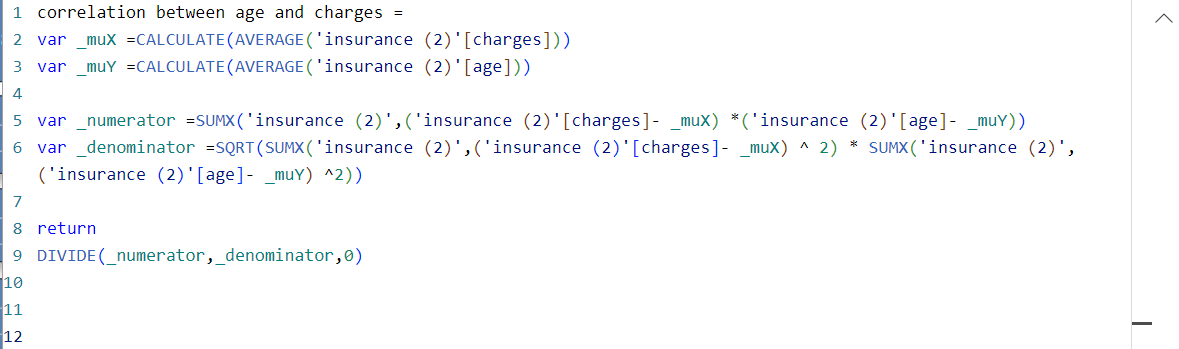 1 correlation between age and charges =
2 var _muX =CALCULATE(AVERAGE('insurance (2)'[charges]))
3 var _muY =CALCULATE(AVERAGE('insurance (2)'[age]))
4
5 var _numerator =SUMX('insurance (2)',('insurance (2)'[charges]- _muX) *('insurance (2)'[age]- _muY))
6 var _denominator =SQRT(SUMX('insurance (2)',('insurance (2)'[charges]- _muX) ^ 2) * SUMX('insurance (2)',
('insurance (2)'[age]- _muY) ^2))
7
8 return
9 DIVIDE(_numerator,_denominator,0)
10
11
12